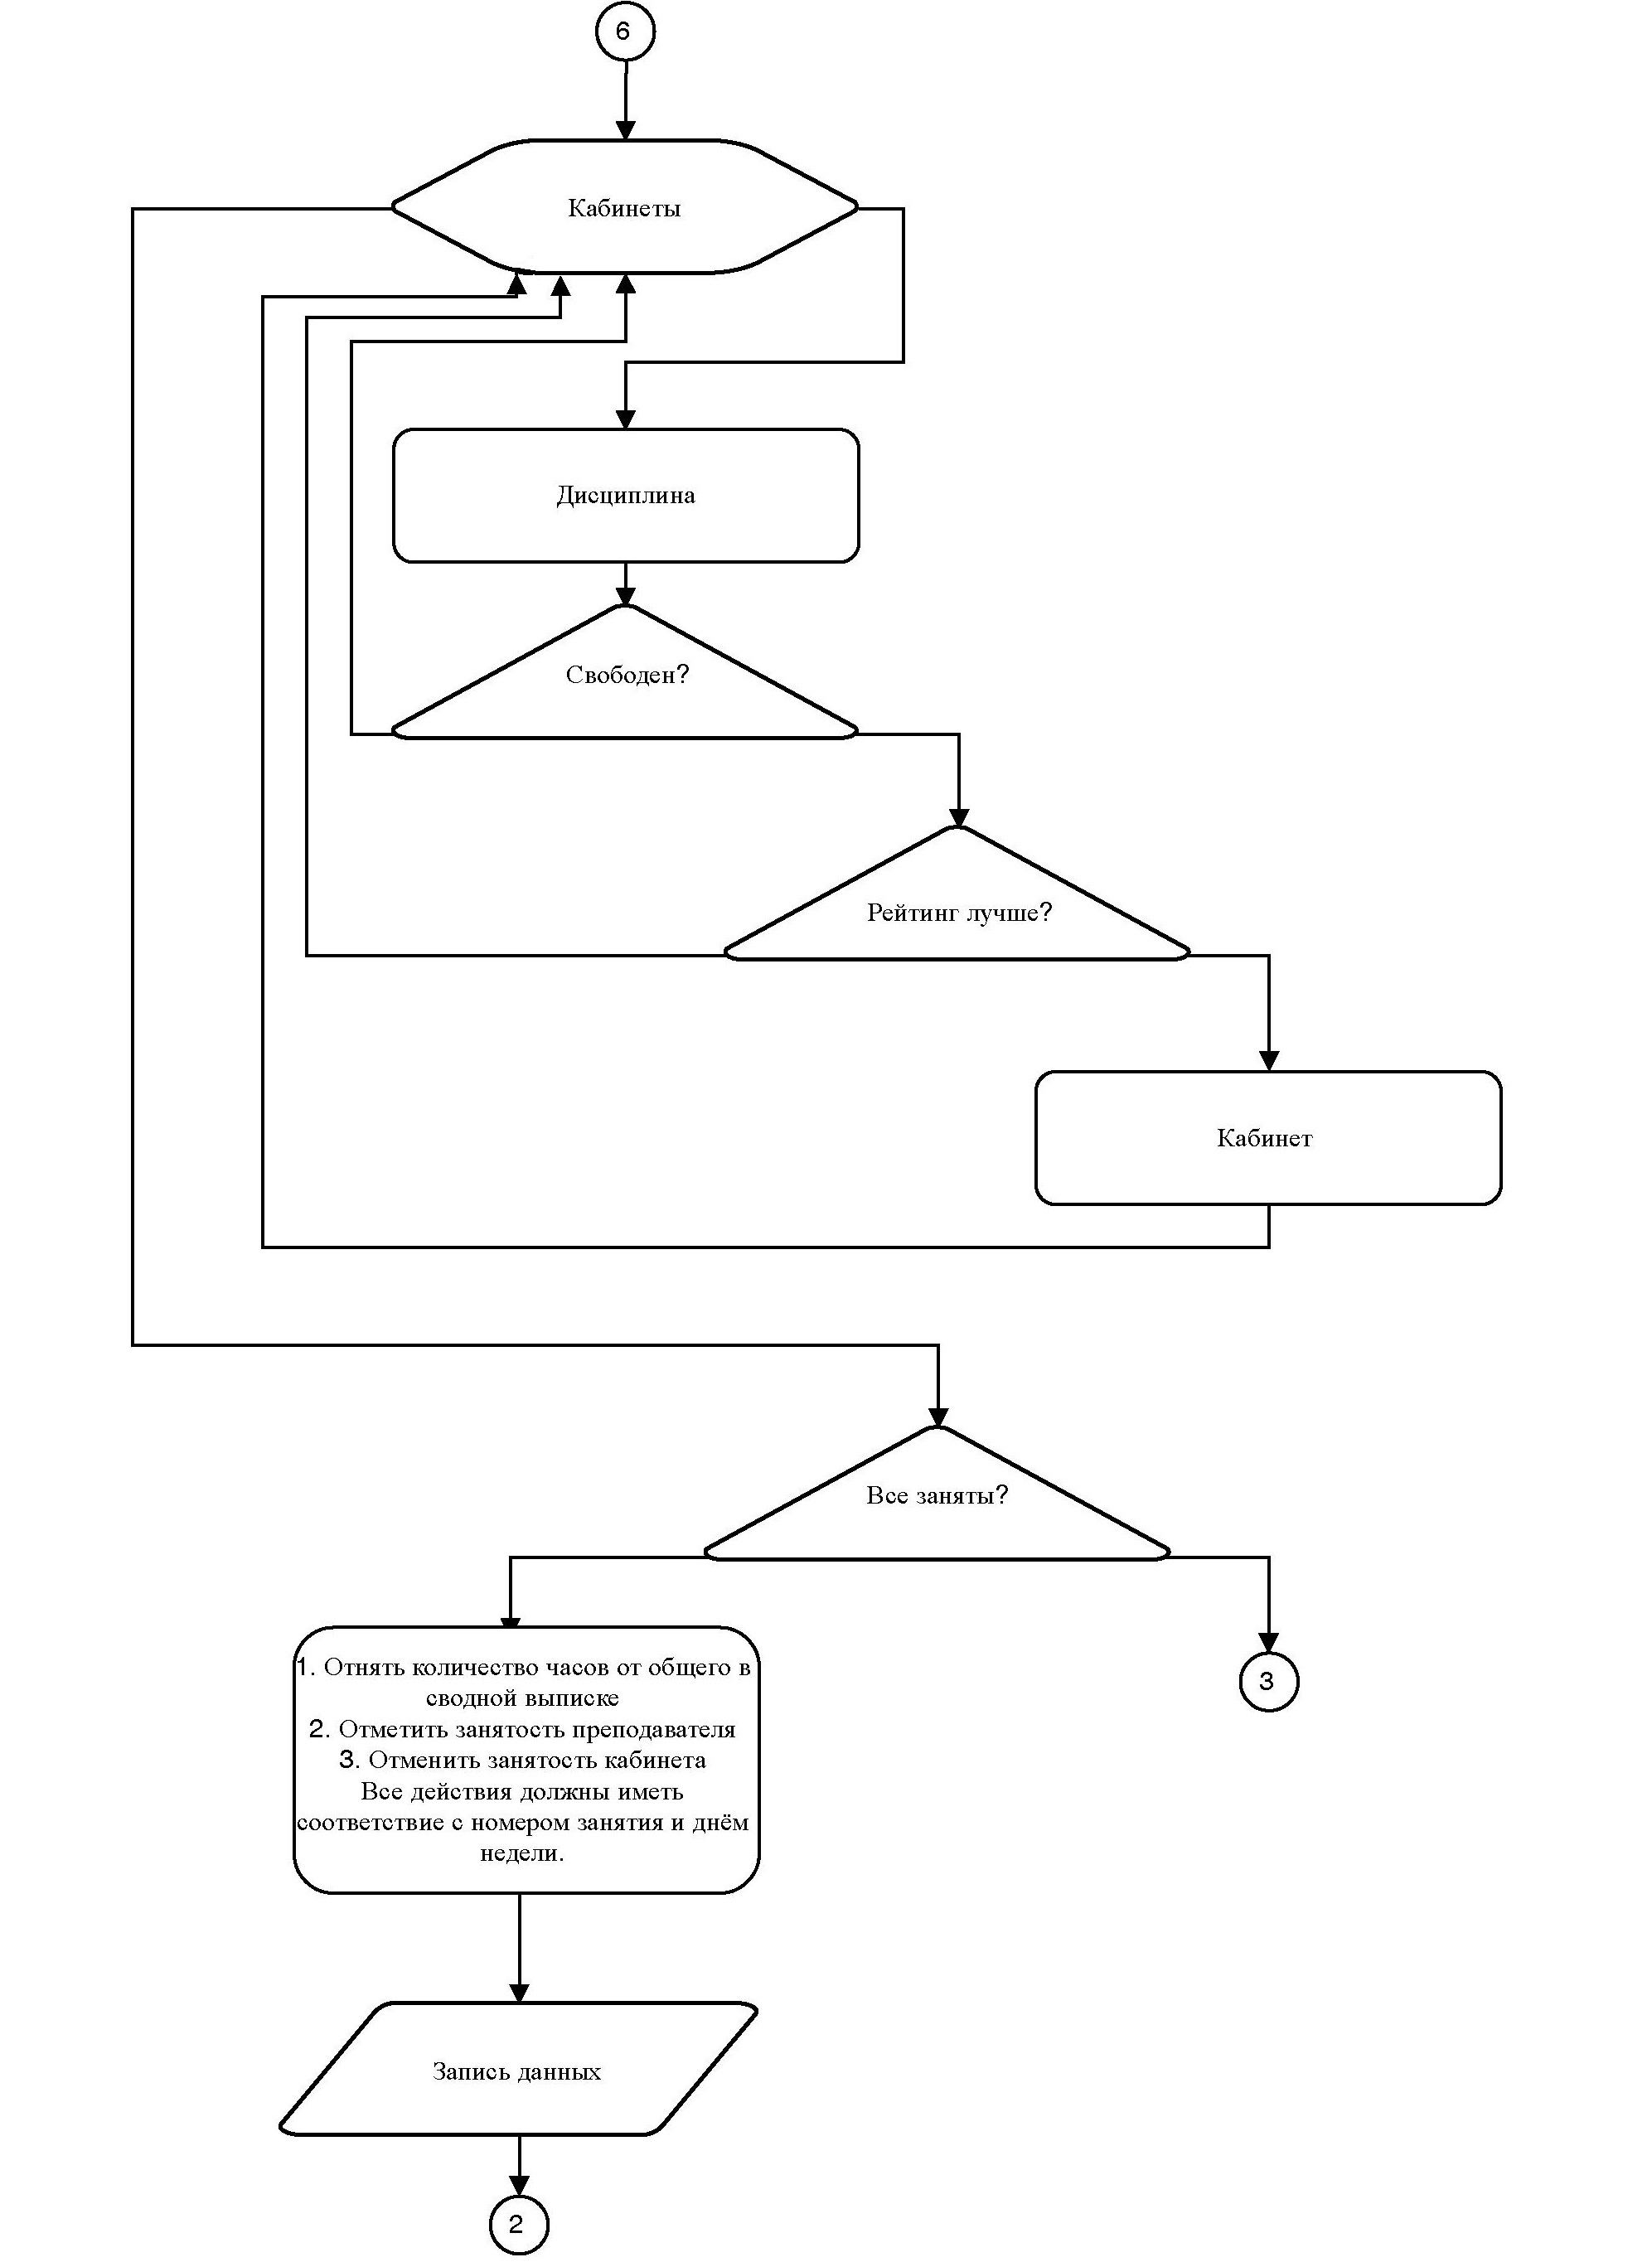 6
Кабинеты
Дисциплина
Свободен?
Рейтинг лучше?
Кабинет
Все заняты?
1. Отнять количество часов от общего в
сводной выписке
2. Отметить занятость преподавателя
3. Отменить занятость кабинета
Все действия должны иметь
соответствие с номером занятия и днём
недели.
3
Запись данных
2